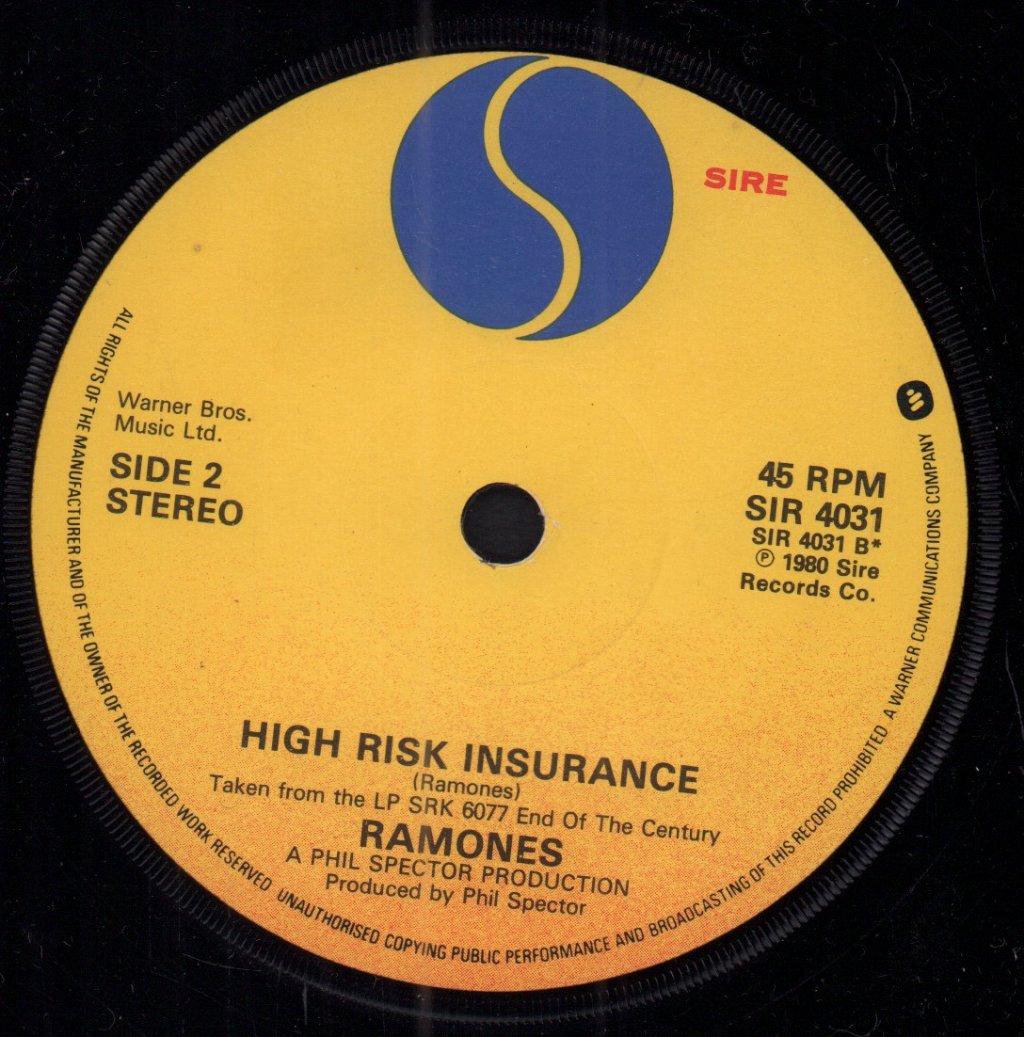 SIRE
Warner Bros.
Music Ltd.
SIDE 2
STEREO
45 RPM
SIR 4031
SIR 4031 B*
℗ 1980 Sire
Records Co.
HIGH RISK INSURANCE
(Ramones)
Taken from the LP SRK 6077 End Of The Century
RAMONES
A PHIL SPECTOR PRODUCTION
Produced by Phil Spector
ALL RIGHTS OF THE MANUFACTURER AND OF THE OWNER OF THE RECORDED WORK RESERVED UNAUTHORISED COPYING PUBLIC PERFORMANCE AND BROADCASTING OF THIS RECORD PROHIBITED A WARNER COMMUNICATIONS COMPANY